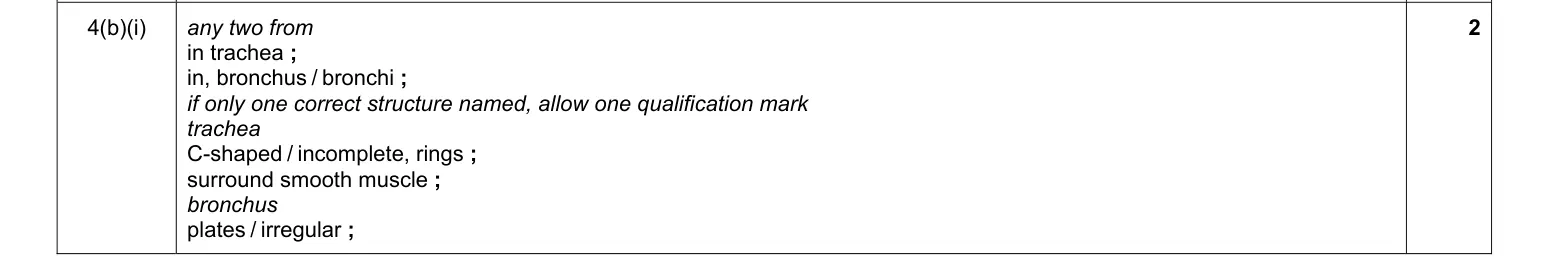 4(b)(i) any two from 2
in trachea ;
in, bronchus / bronchi ;
if only one correct structure named, allow one qualification mark
trachea
C-shaped / incomplete, rings ;
surround smooth muscle ;
bronchus
plates / irregular ;